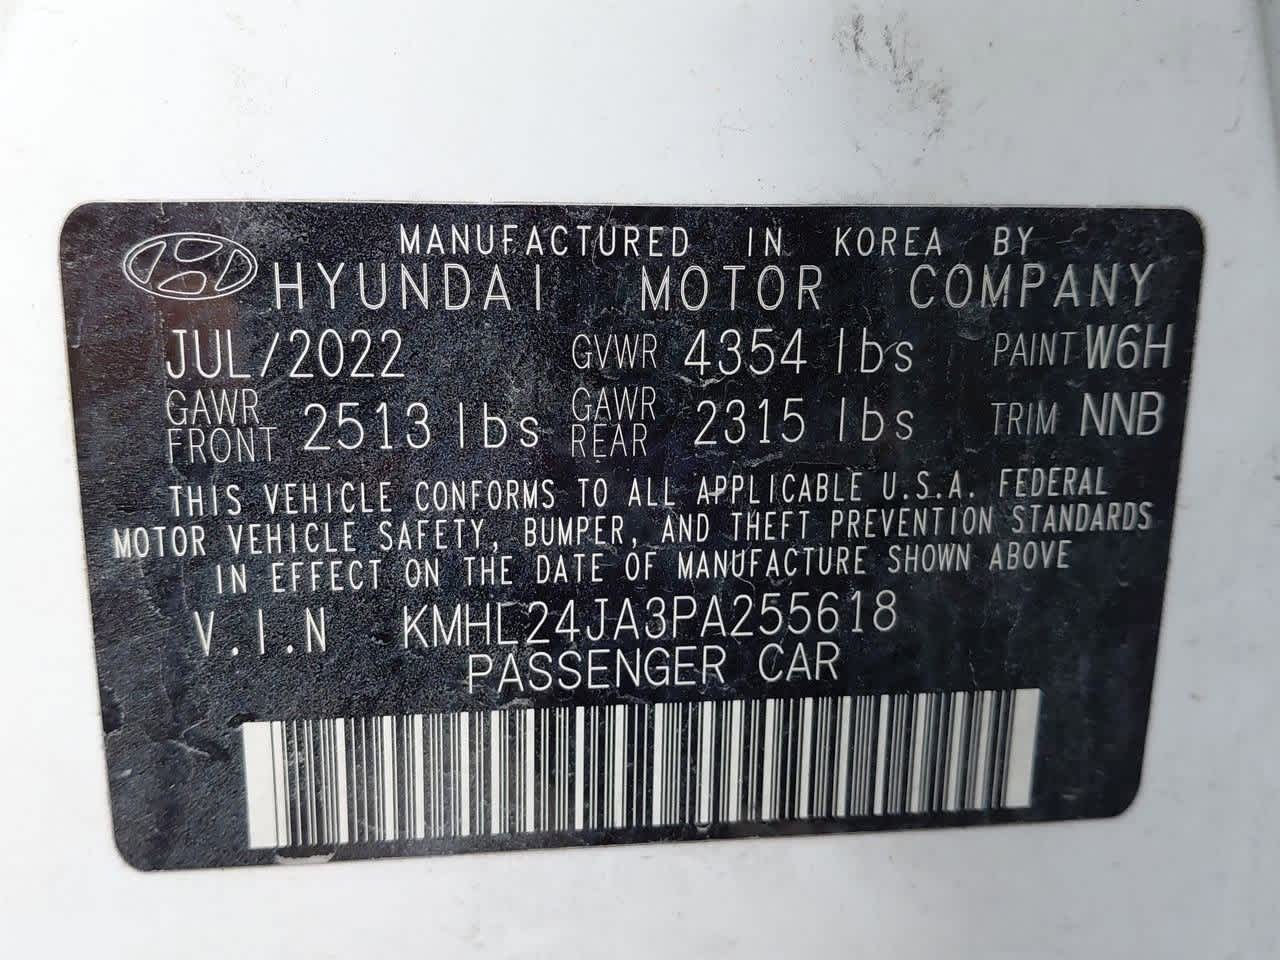 MANUFACTURED IN KOREA BY
HYUNDAI MOTOR COMPANY
JUL/2022 GVWR 4354 lbs PAINT W6H
GAWR FRONT 2513 lbs GAWR REAR 2315 lbs TRIM NNB
THIS VEHICLE CONFORMS TO ALL APPLICABLE U.S.A. FEDERAL
MOTOR VEHICLE SAFETY, BUMPER, AND THEFT PREVENTION STANDARDS
IN EFFECT ON THE DATE OF MANUFACTURE SHOWN ABOVE
V.I.N KMHL24JA3PA255618
PASSENGER CAR